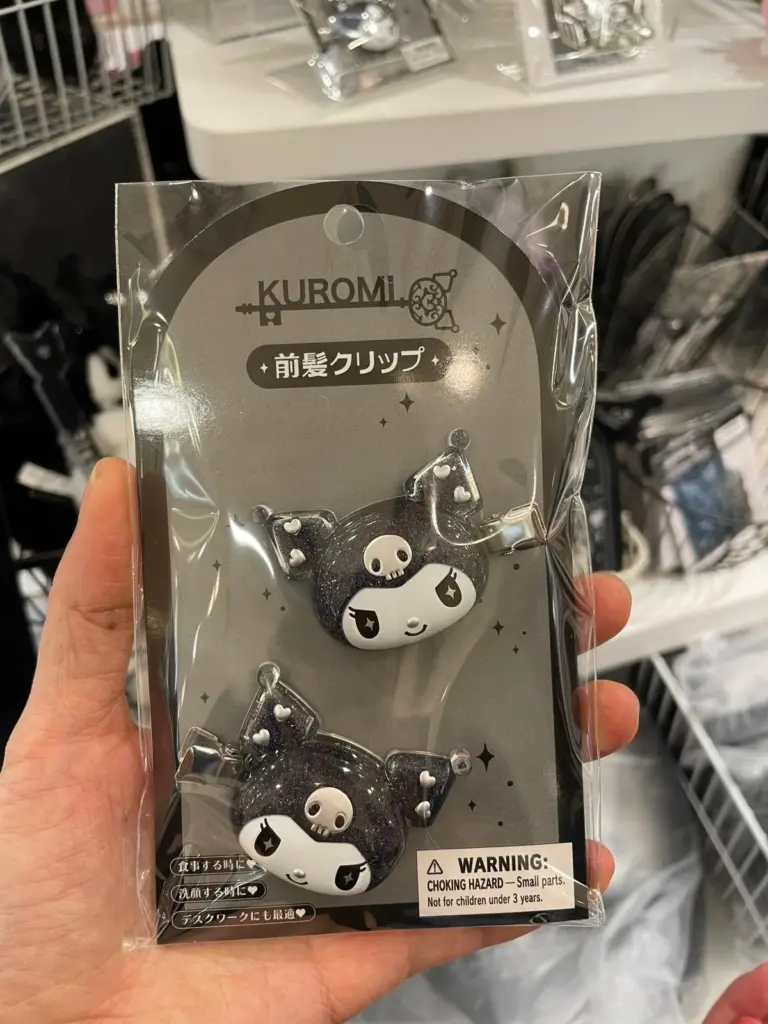 KUROMi
前髪クリップ
食事する時に♥
洗顔する時に♥
デスクワークにも最適♥
⚠ WARNING:
CHOKING HAZARD — Small parts.
Not for children under 3 years.